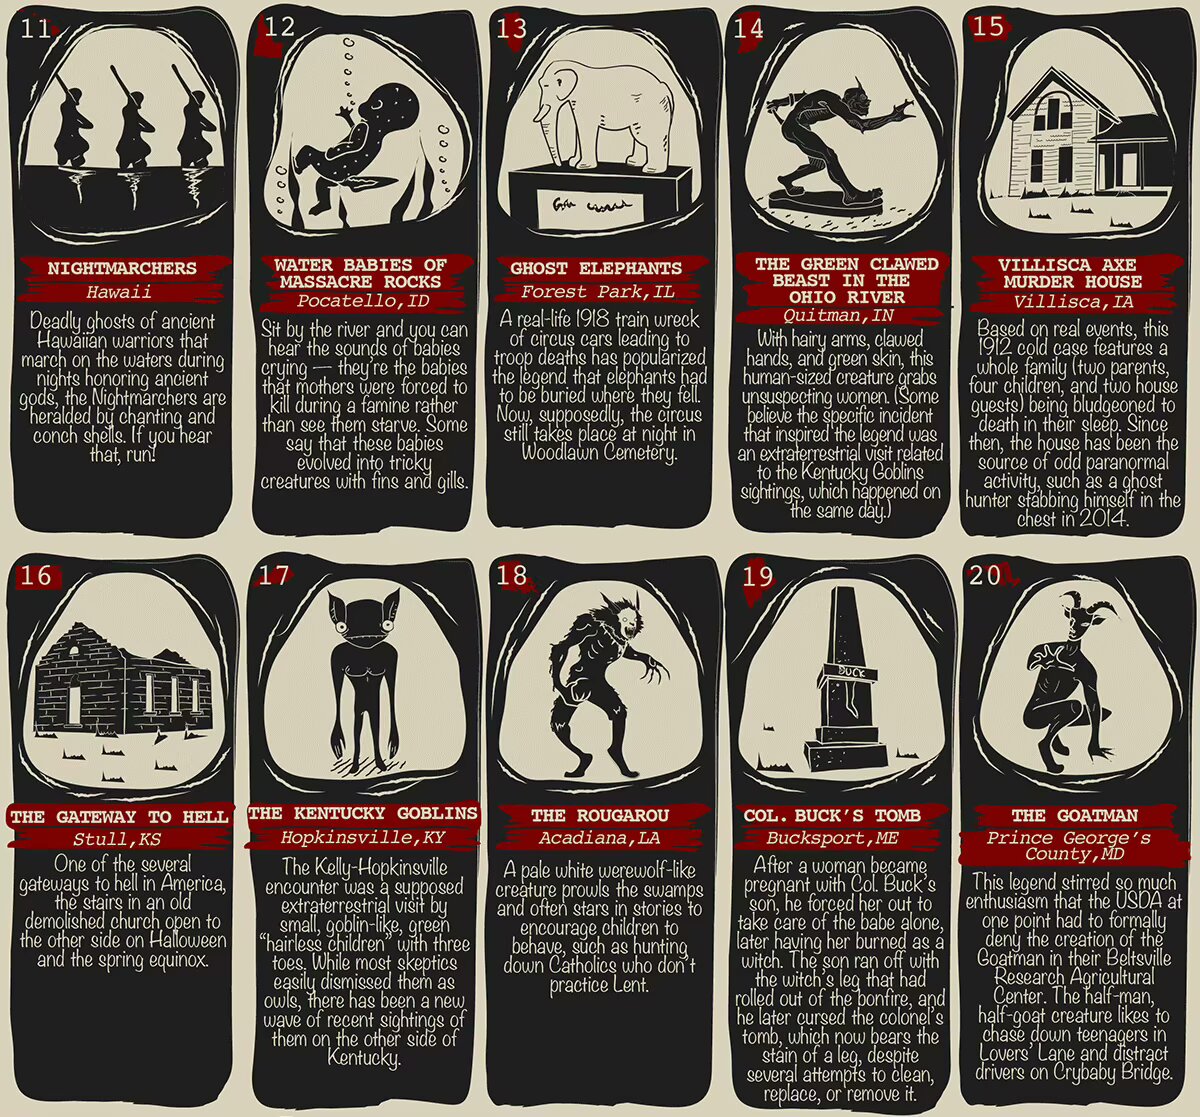 11
NIGHTMARCHERS
Hawaii
Deadly ghosts of ancient
Hawaiian warriors that
march on the waters during
nights honoring ancient
gods, the Nightmarchers are
heralded by chanting and
conch shells. If you hear
that, run!
12
WATER BABIES OF
MASSACRE ROCKS
Pocatello, ID
Sit by the river and you can
hear the sounds of babies
crying — they're the babies
that mothers were forced to
kill during a famine rather
than see them starve. Some
say that these babies
evolved into tricky
creatures with fins and gills.
13
GHOST ELEPHANTS
Forest Park, IL
A real-life 1918 train wreck
of circus cars leading to
troop deaths has popularized
the legend that elephants had
to be buried where they fell.
Now, supposedly, the circus
still takes place at night in
Woodlawn Cemetery.
14
THE GREEN CLAWED
BEAST IN THE
OHIO RIVER
Quitman, IN
With hairy arms, clawed
hands, and green skin, this
human-sized creature grabs
unsuspecting women. (Some
believe the specific incident
that inspired the legend was
an extraterrestrial visit related
to the Kentucky Goblins
sightings, which happened on
the same day.)
15
VILLISCA AXE
MURDER HOUSE
Villisca, IA
Based on real events, this
1912 cold case features a
whole family (two parents,
four children, and two house
guests) being bludgeoned to
death in their sleep. Since
then, the house has been the
source of odd paranormal
activity, such as a ghost
hunter stabbing himself in the
chest in 2014.
16
THE GATEWAY TO HELL
Stull, KS
One of the several
gateways to hell in America,
the stairs in an old
demolished church open to
the other side on Halloween
and the spring equinox.
17
THE KENTUCKY GOBLINS
Hopkinsville, KY
The Kelly-Hopkinsville
encounter was a supposed
extraterrestrial visit by
small, goblin-like, green
"hairless children" with three
toes. While most skeptics
easily dismissed them as
owls, there has been a new
wave of recent sightings of
them on the other side of
Kentucky.
18
THE ROUGAROU
Acadiana, LA
A pale white werewolf-like
creature prowls the swamps
and often stars in stories to
encourage children to
behave, such as hunting
down Catholics who don't
practice Lent.
19
BUCK
COL. BUCK'S TOMB
Bucksport, ME
After a woman became
pregnant with Col. Buck's
son, he forced her out to
take care of the babe alone,
later having her burned as a
witch. The son ran off with
the witch's leg that had
rolled out of the bonfire, and
he later cursed the colonel's
tomb, which now bears the
stain of a leg, despite
several attempts to clean,
replace, or remove it.
20
THE GOATMAN
Prince George's
County, MD
This legend stirred so much
enthusiasm that the USDA at
one point had to formally
deny the creation of the
Goatman in their Beltsville
Research Agricultural
Center. The half-man,
half-goat creature likes to
chase down teenagers in
Lovers' Lane and distract
drivers on Crybaby Bridge.